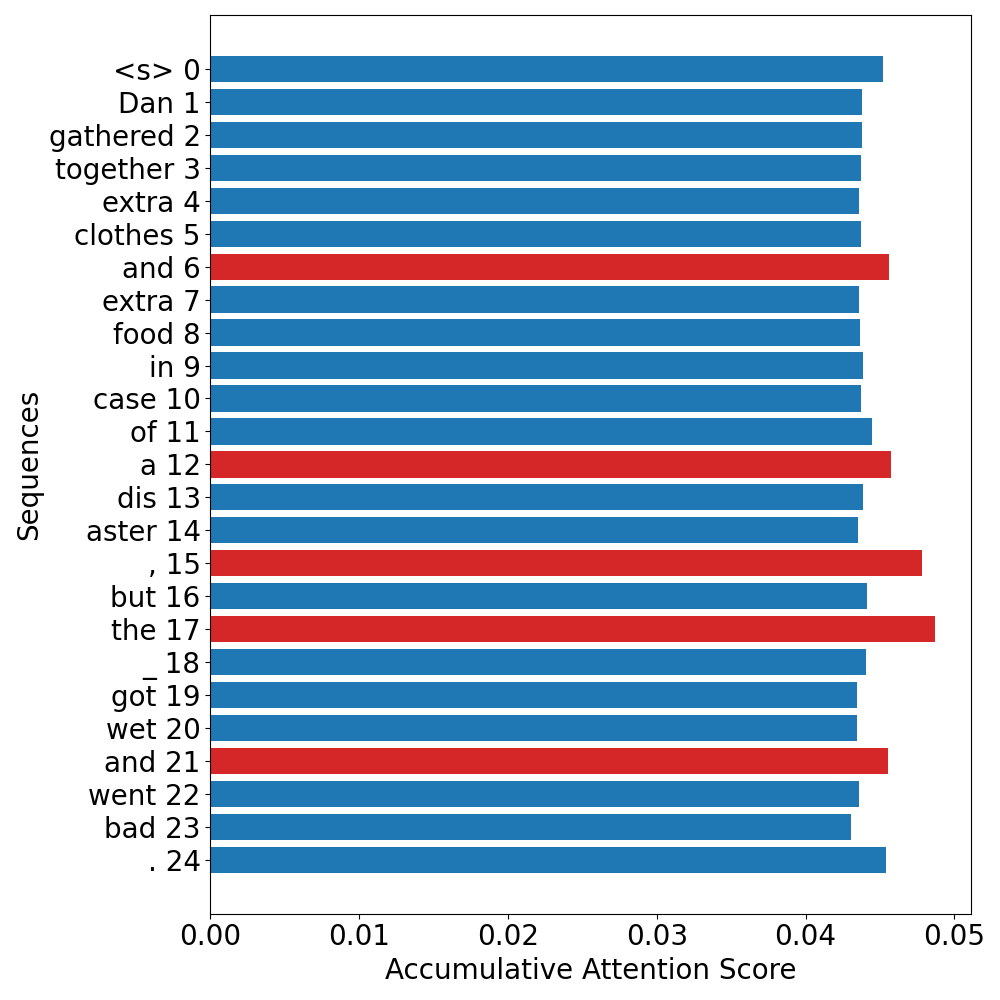 <s> 0
Dan 1
gathered 2
together 3
extra 4
clothes 5
and 6
extra 7
food 8
in 9
case 10
of 11
a 12
dis 13
aster 14
, 15
but 16
the 17
_ 18
got 19
wet 20
and 21
went 22
bad 23
. 24
Sequences
0.00 0.01 0.02 0.03 0.04 0.05
Accumulative Attention Score